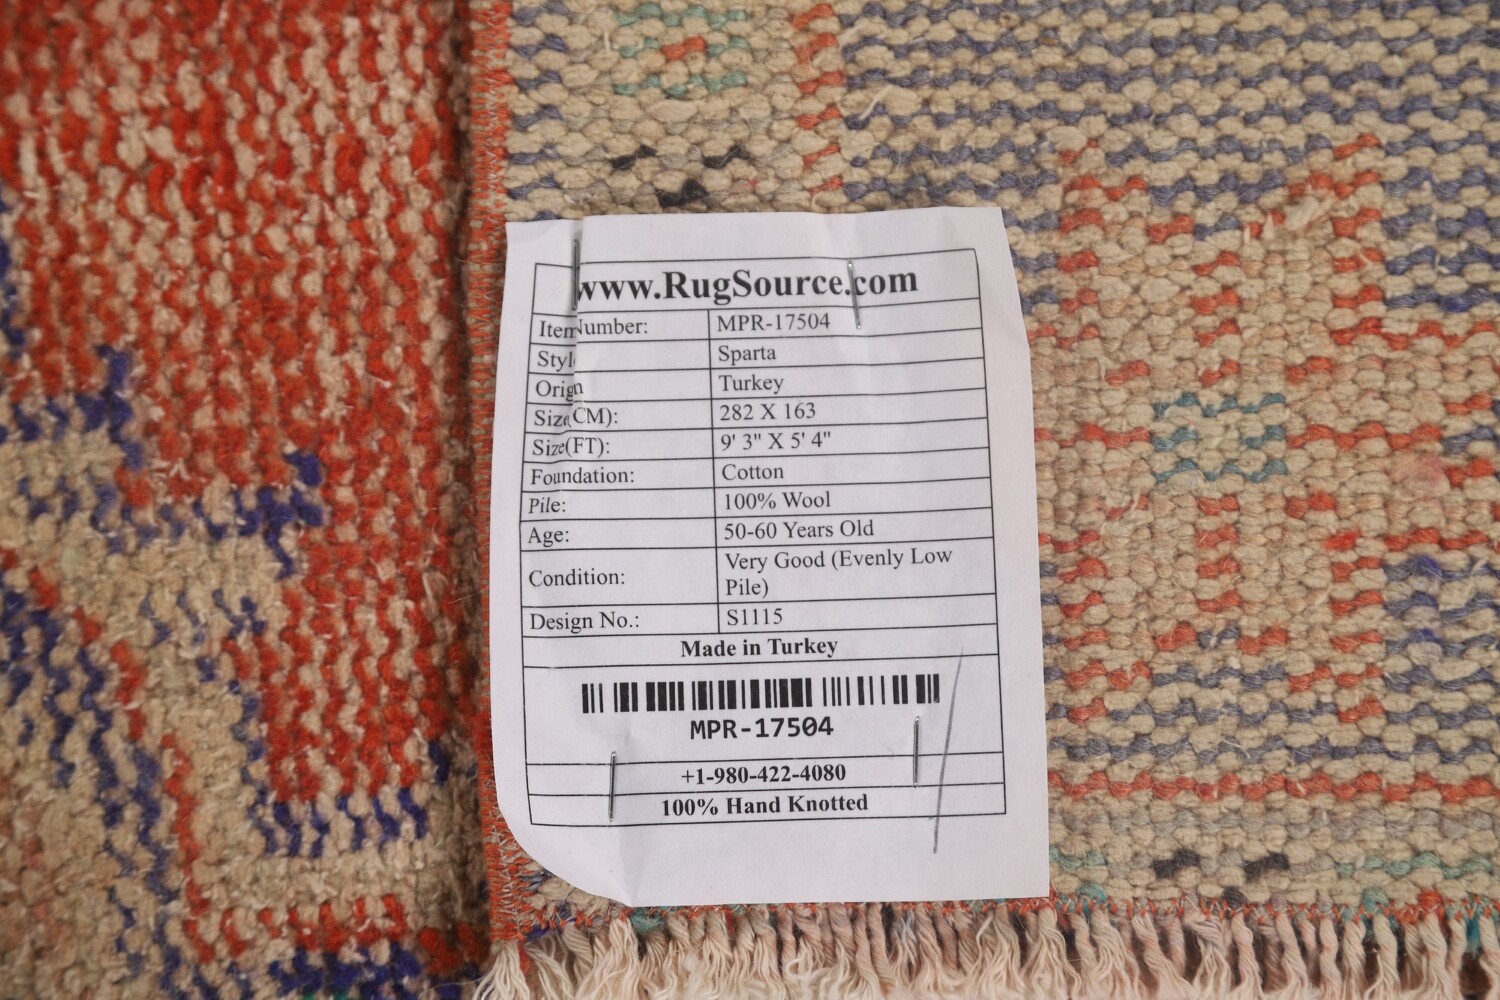 www.RugSource.com
Item Number: MPR-17504
Style Sparta
Origin Turkey
Size(CM): 282 X 163
Size(FT): 9' 3" X 5' 4"
Foundation: Cotton
Pile: 100% Wool
Age: 50-60 Years Old
Condition: Very Good (Evenly Low
Pile)
Design No.: S1115
Made in Turkey
MPR-17504
+1-980-422-4080
100% Hand Knotted